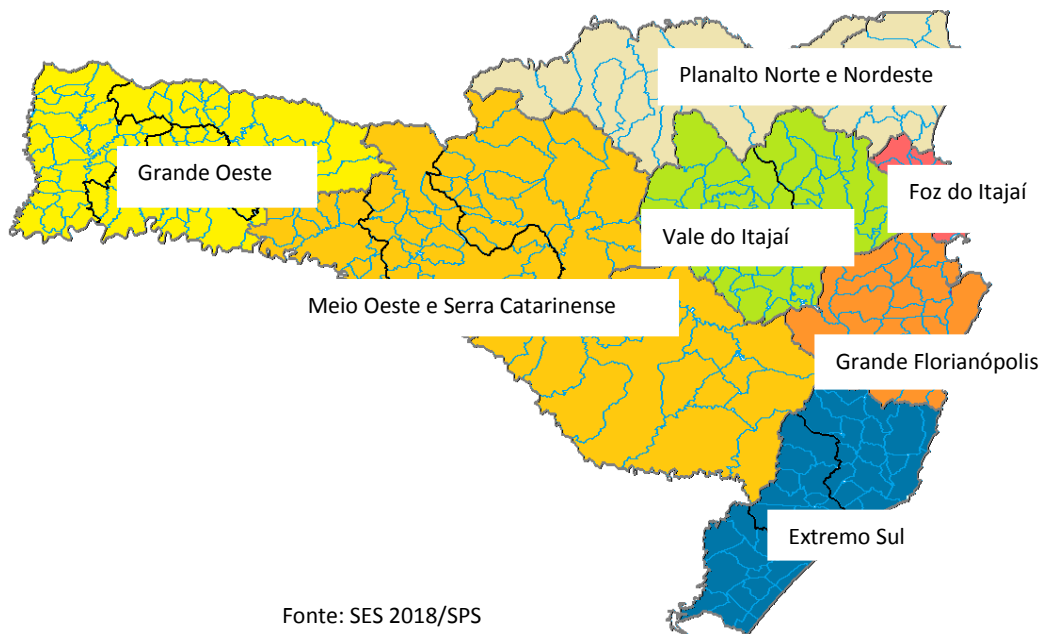 Planalto Norte e Nordeste
Grande Oeste
Foz do Itajaí
Vale do Itajaí
Meio Oeste e Serra Catarinense
Grande Florianópolis
Extremo Sul
Fonte: SES 2018/SPS